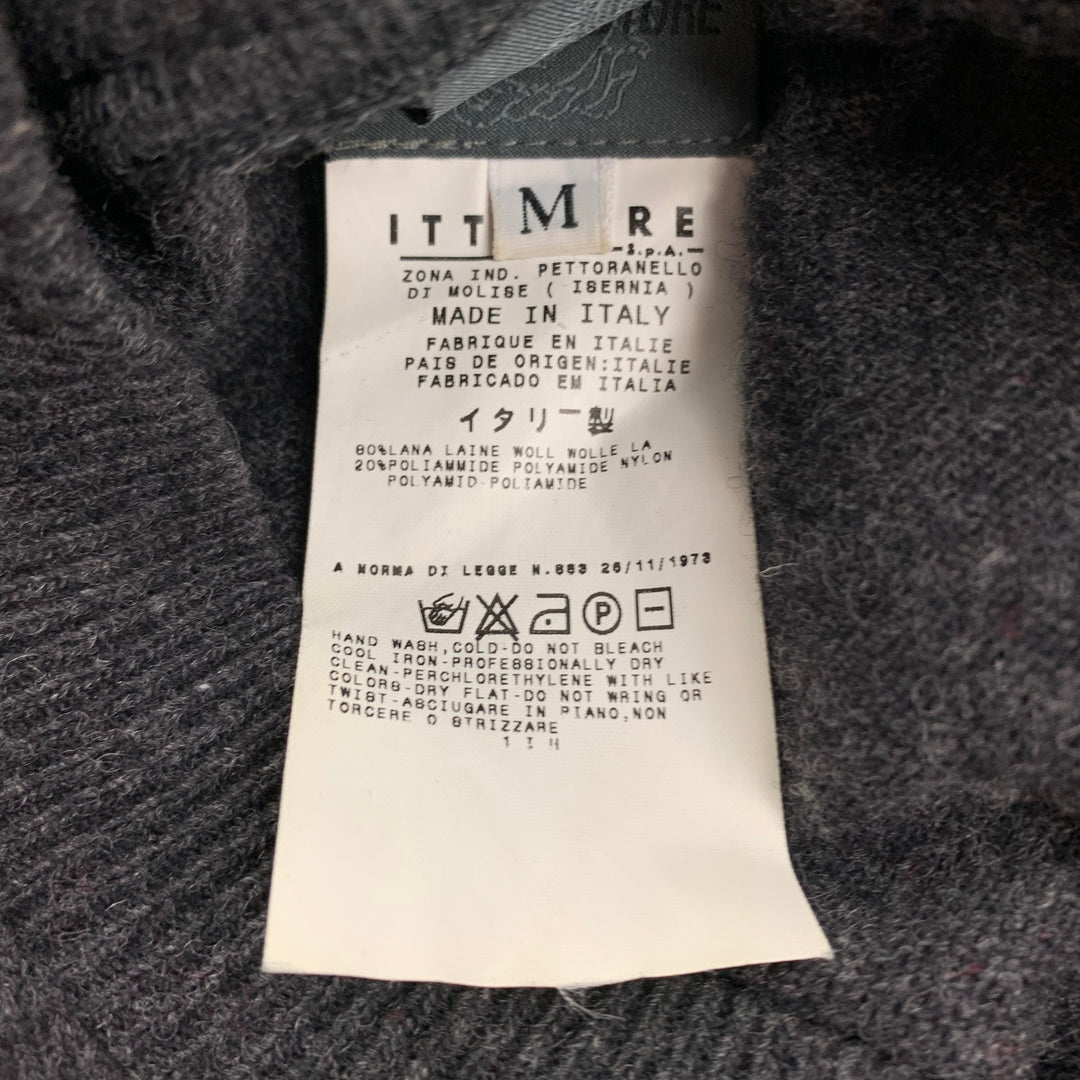 M
ITT RE
S.p.A.
ZONA IND. PETTORANELLO
DI MOLISE ( ISERNIA )
MADE IN ITALY
FABRIQUE EN ITALIE
PAIS DE ORIGEN:ITALIE
FABRICADO EM ITALIA
イタリー製
80%LANA LAINE WOLL WOLLE LA
20%POLIAMMIDE POLYAMIDE NYLON
POLYAMID-POLIAMIDE
A NORMA DI LEGGE N.883 26/11/1973
P
HAND WASH,COLD-DO NOT BLEACH
COOL IRON-PROFESSIONALLY DRY
CLEAN-PERCHLORETHYLENE WITH LIKE
COLORS-DRY FLAT-DO NOT WRING OR
TWIST-ASCIUGARE IN PIANO,NON
TORCERE O STRIZZARE